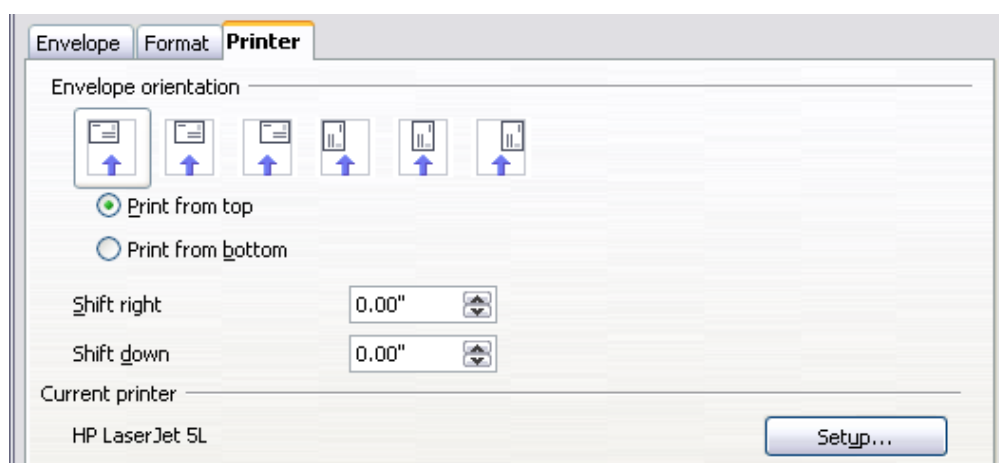 Envelope Format Printer
Envelope orientation
Print from top
Print from bottom
Shift right 0.00"
Shift down 0.00"
Current printer
HP LaserJet 5L Setup...